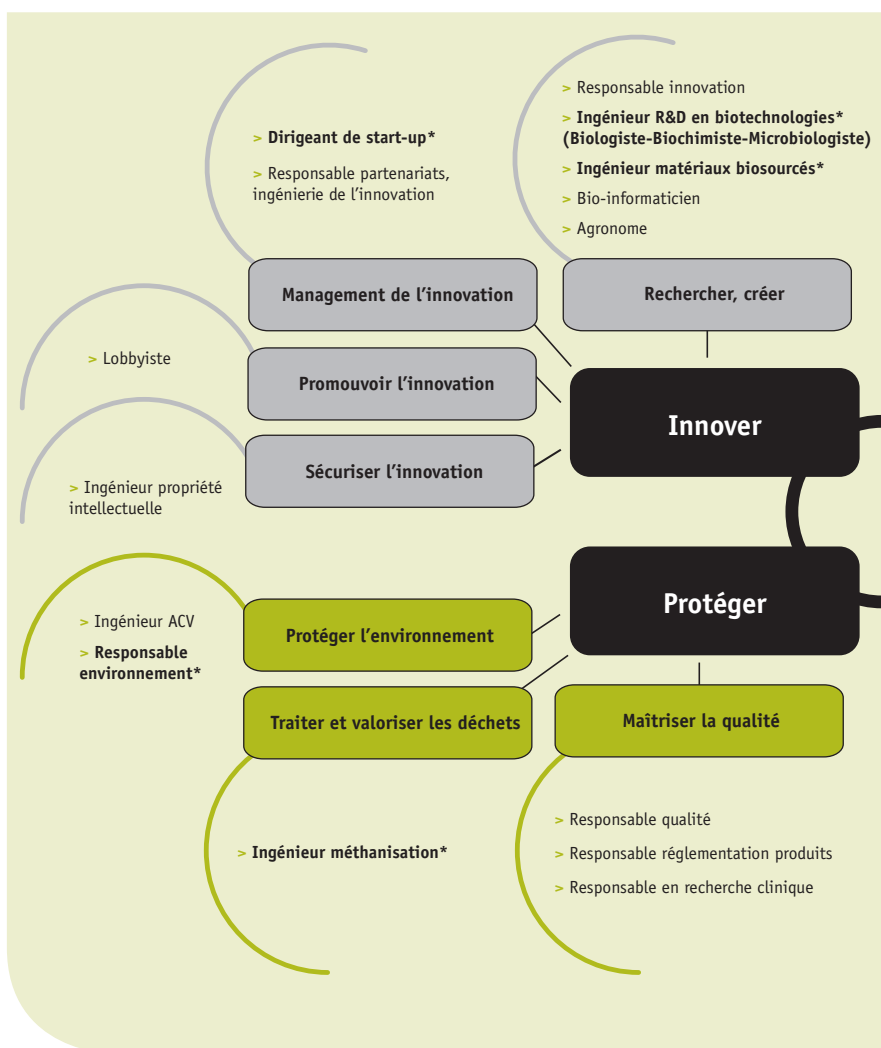 > Dirigeant de start-up*
> Responsable partenariats,
ingénierie de l'innovation
> Responsable innovation
> Ingénieur R&D en biotechnologies*
(Biologiste-Biochimiste-Microbiologiste)
> Ingénieur matériaux biosourcés*
> Bio-informaticien
> Agronome
Management de l'innovation
Rechercher, créer
> Lobbyiste
Promouvoir l'innovation
Innover
Sécuriser l'innovation
> Ingénieur propriété
intellectuelle
Protéger
> Ingénieur ACV
> Responsable
environnement*
Protéger l'environnement
Traiter et valoriser les déchets
Maîtriser la qualité
> Ingénieur méthanisation*
> Responsable qualité
> Responsable réglementation produits
> Responsable en recherche clinique